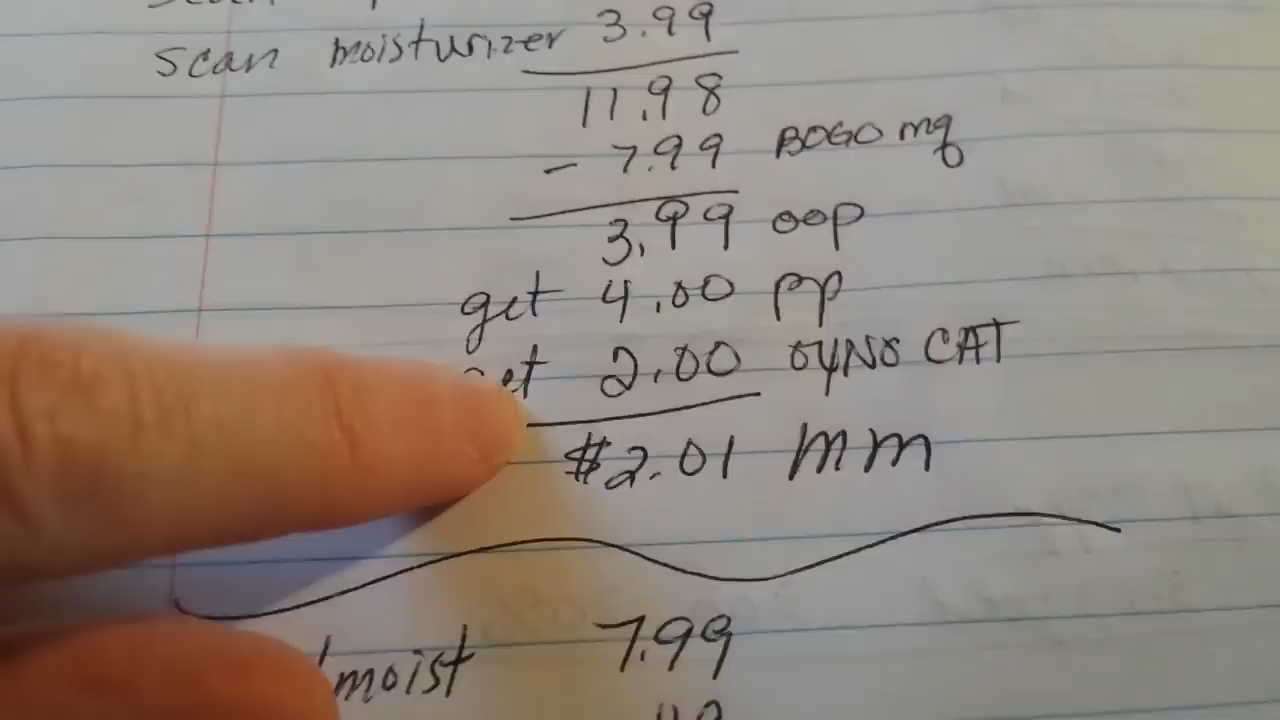 scan moisturizer 3.99
11.98
- 7.99 BOGO mq
3.99 oop
get 4.00 pp
get 2.00 OYNO CAT
$2.01 mm
moist 7.99